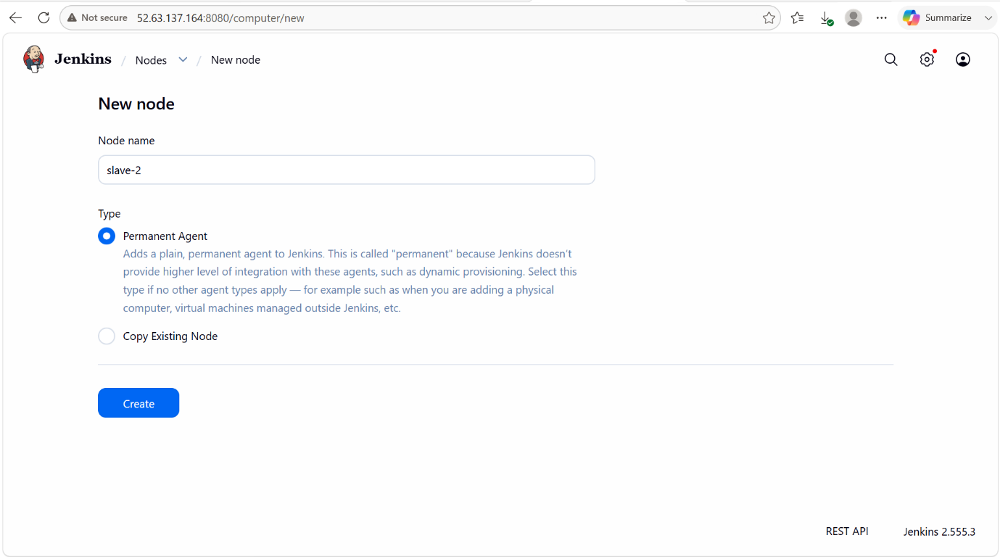 Not secure 52.63.137.164:8080/computer/new
Summarize
Jenkins / Nodes / New node
New node
Node name
slave-2
Type
Permanent Agent
Adds a plain, permanent agent to Jenkins. This is called "permanent" because Jenkins doesn't
provide higher level of integration with these agents, such as dynamic provisioning. Select this
type if no other agent types apply — for example such as when you are adding a physical
computer, virtual machines managed outside Jenkins, etc.
Copy Existing Node
Create
REST API
Jenkins 2.555.3